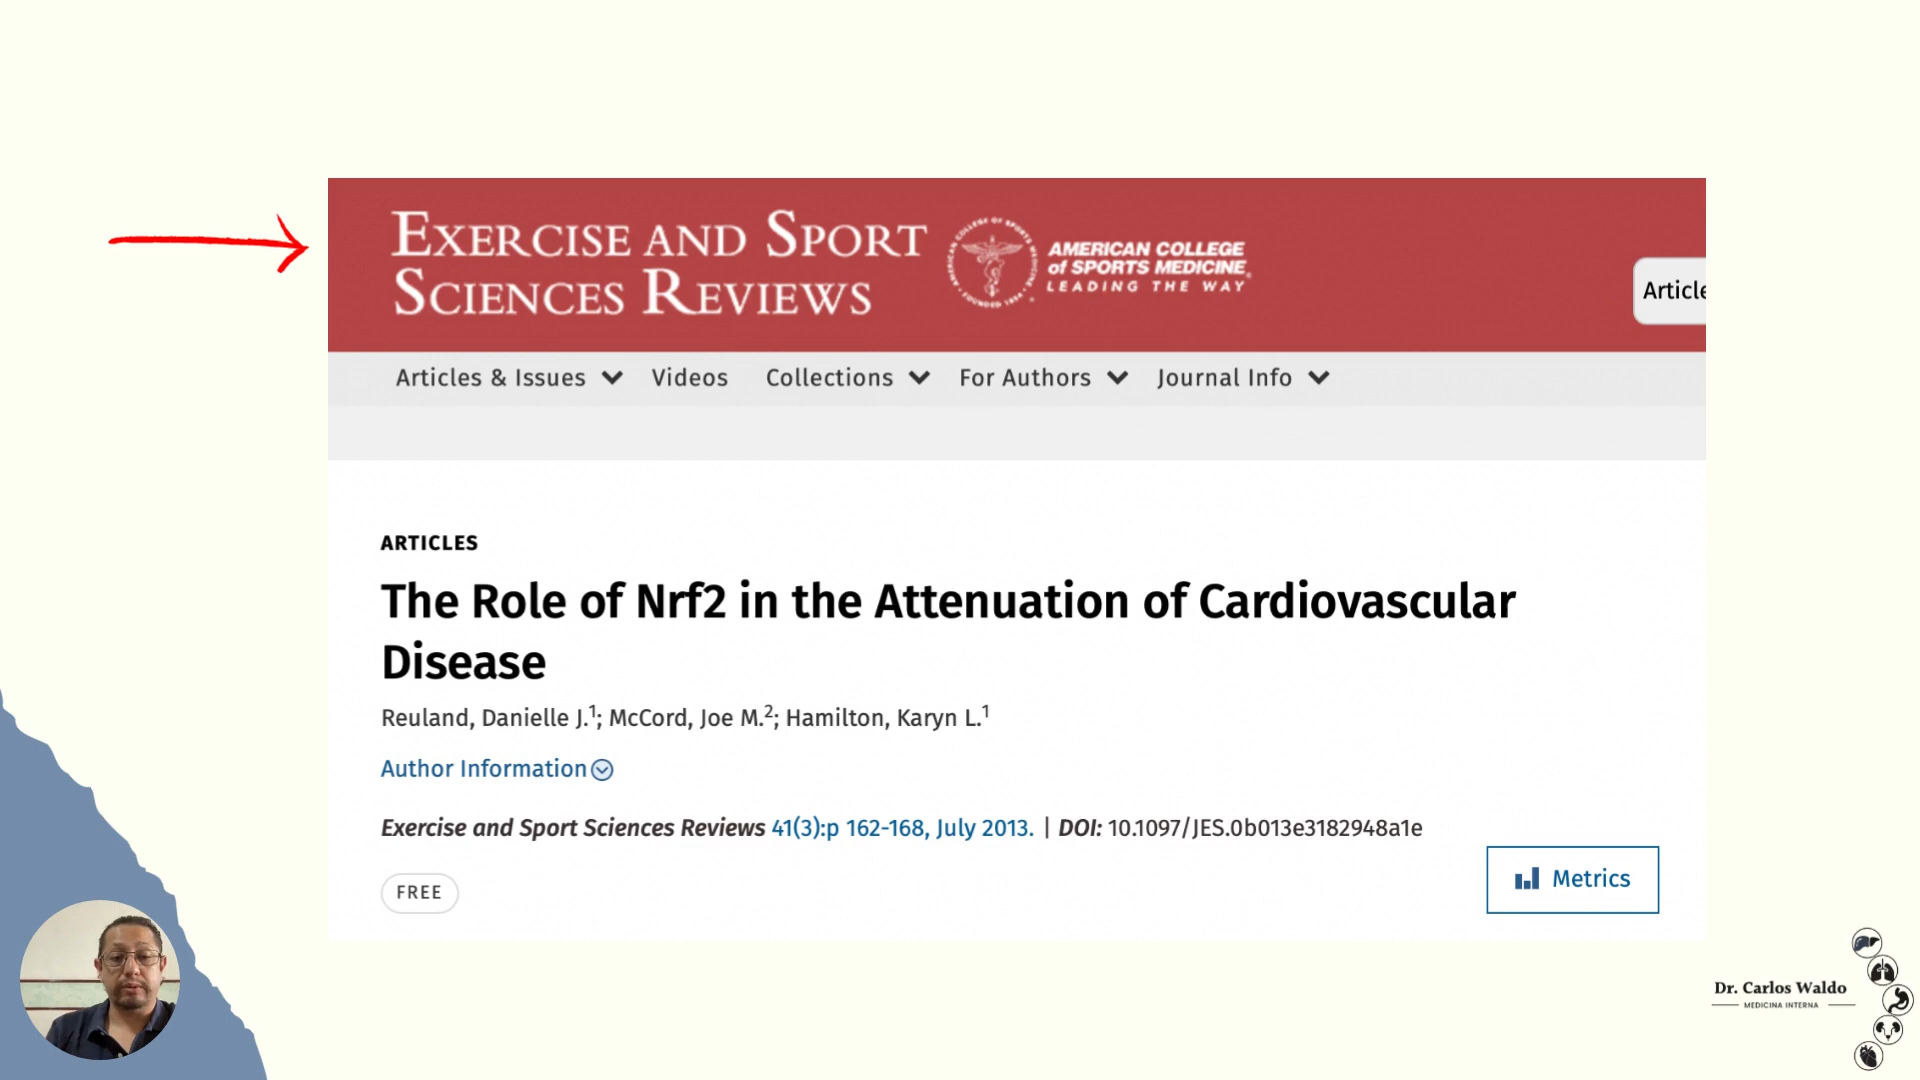 EXERCISE AND SPORT
SCIENCES REVIEWS
AMERICAN COLLEGE
of SPORTS MEDICINE®
LEADING THE WAY
Article
Articles & Issues
Videos
Collections
For Authors
Journal Info
ARTICLES
The Role of Nrf2 in the Attenuation of Cardiovascular
Disease
Reuland, Danielle J.1; McCord, Joe M.2; Hamilton, Karyn L.1
Author Information
Exercise and Sport Sciences Reviews 41(3):p 162-168, July 2013. | DOI: 10.1097/JES.0b013e3182948a1e
FREE
Metrics
Dr. Carlos Waldo
MEDICINA INTERNA